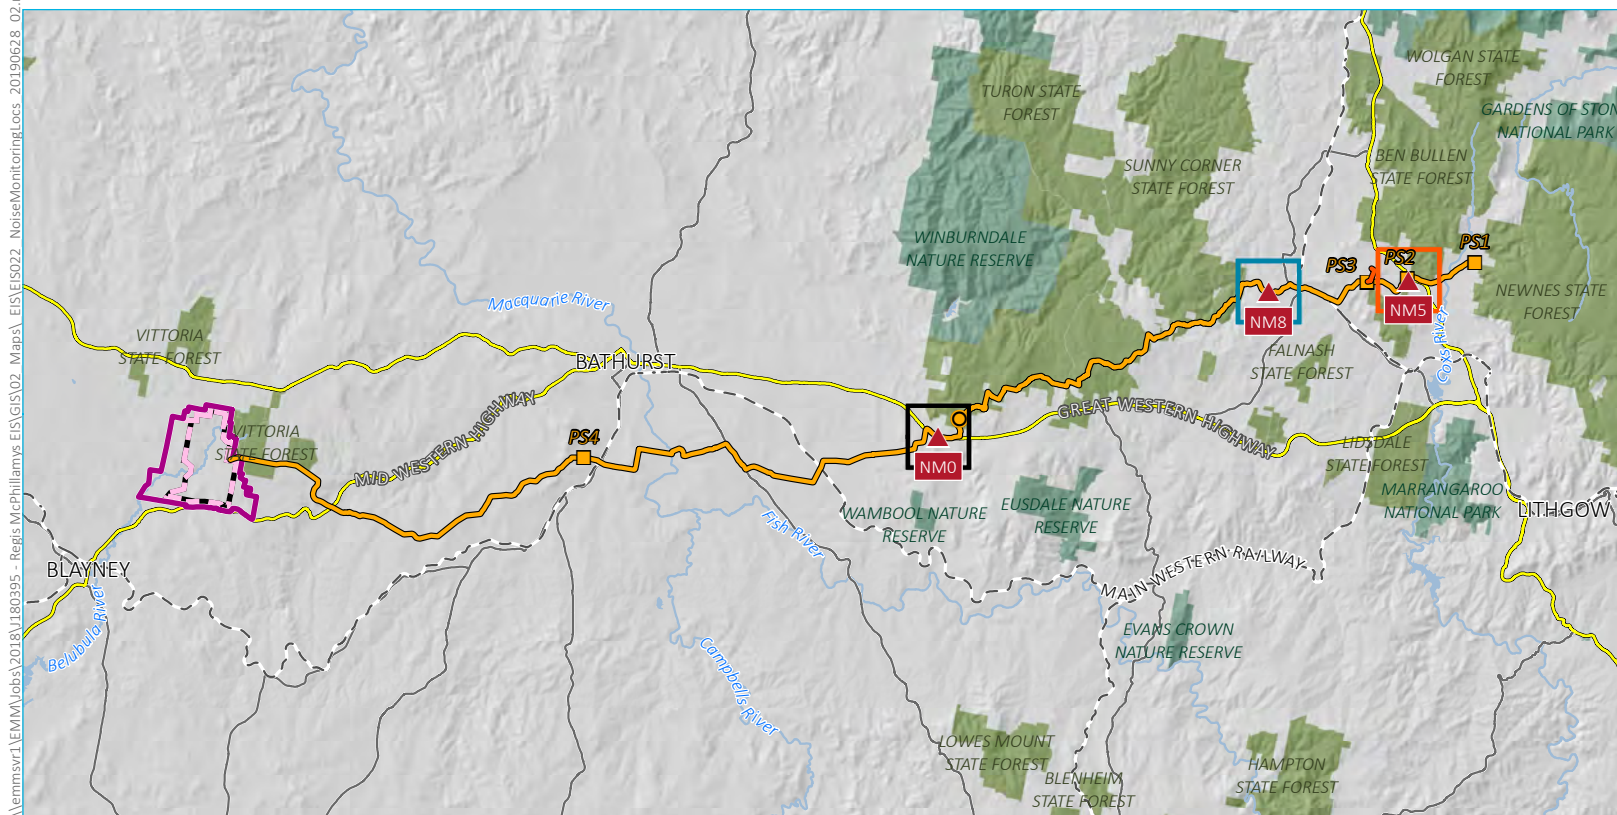 \\emmsvr1\EMM\Jobs\2018\J180395 - Regis McPhillamys EIS\GIS\02_Maps\_EIS\EIS022_NoiseMonitoringLocs_20190628_02.
WOLGAN STATE
FOREST
TURON STATE
FOREST
GARDENS OF STON
NATIONAL PARK
SUNNY CORNER
STATE FOREST
BEN BULLEN
STATE FOREST
WINBURNDALE
NATURE RESERVE
PS1
PS2
PS3
NEWNES STATE
FOREST
Macquarie River
NM5
NM8
VITTORIA
STATE FOREST
Coxs River
FALNASH
STATE FOREST
BATHURST
MID WESTERN HIGHWAY
GREAT WESTERN HIGHWAY
VITTORIA
STATE FOREST
PS4
NM0
LIDSDALE
STATE FOREST
MARRANGAROO
NATIONAL PARK
LITHGOW
EUSDALE NATURE
RESERVE
WAMBOOL NATURE
RESERVE
Fish River
BLAYNEY
MAIN WESTERN RAILWAY
Belubula River
EVANS CROWN
NATURE RESERVE
Campbells River
LOWES MOUNT
STATE FOREST
BLENHEIM
STATE FOREST
HAMPTON
STATE FOREST